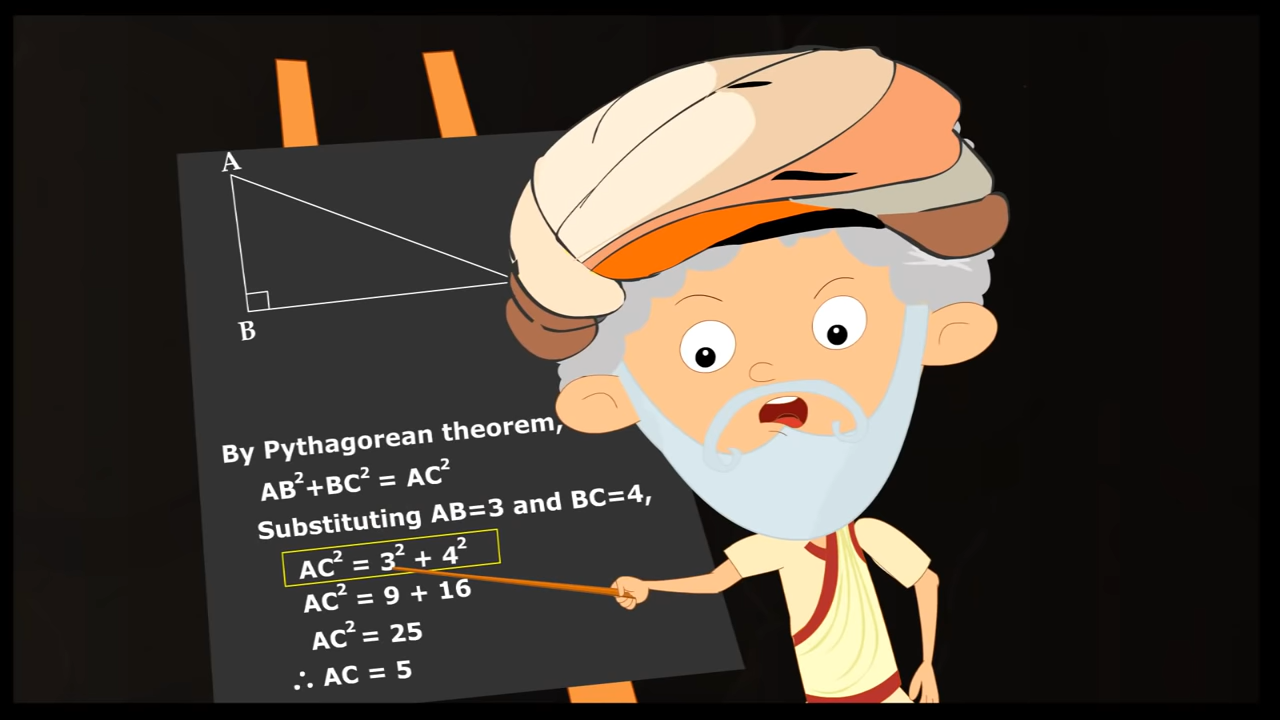 A
B
By Pythagorean theorem,
AB²+BC² = AC²
Substituting AB=3 and BC=4,
AC² = 3² + 4²
AC² = 9 + 16
AC² = 25
∴ AC = 5